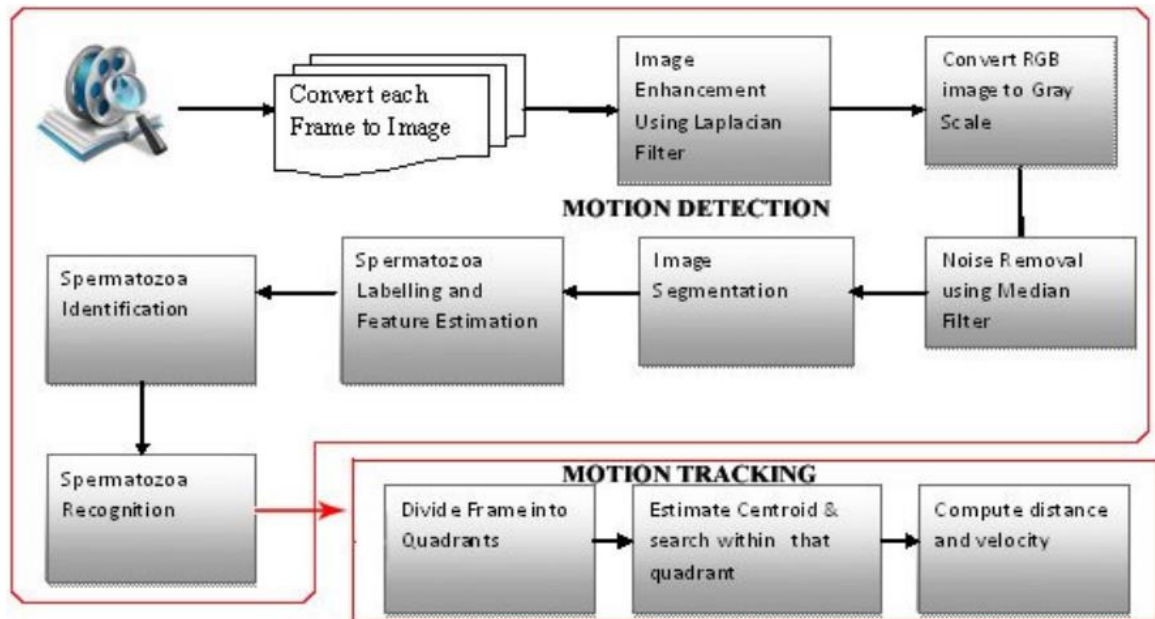 Convert each
Frame to Image
Image
Enhancement
Using Laplacian
Filter
Convert RGB
image to Gray
Scale
MOTION DETECTION
Noise Removal
using Median
Filter
Image
Segmentation
Spermatozoa
Labelling and
Feature Estimation
Spermatozoa
Identification
Spermatozoa
Recognition
MOTION TRACKING
Divide Frame into
Quadrants
Estimate Centroid &
search within that
quadrant
Compute distance
and velocity